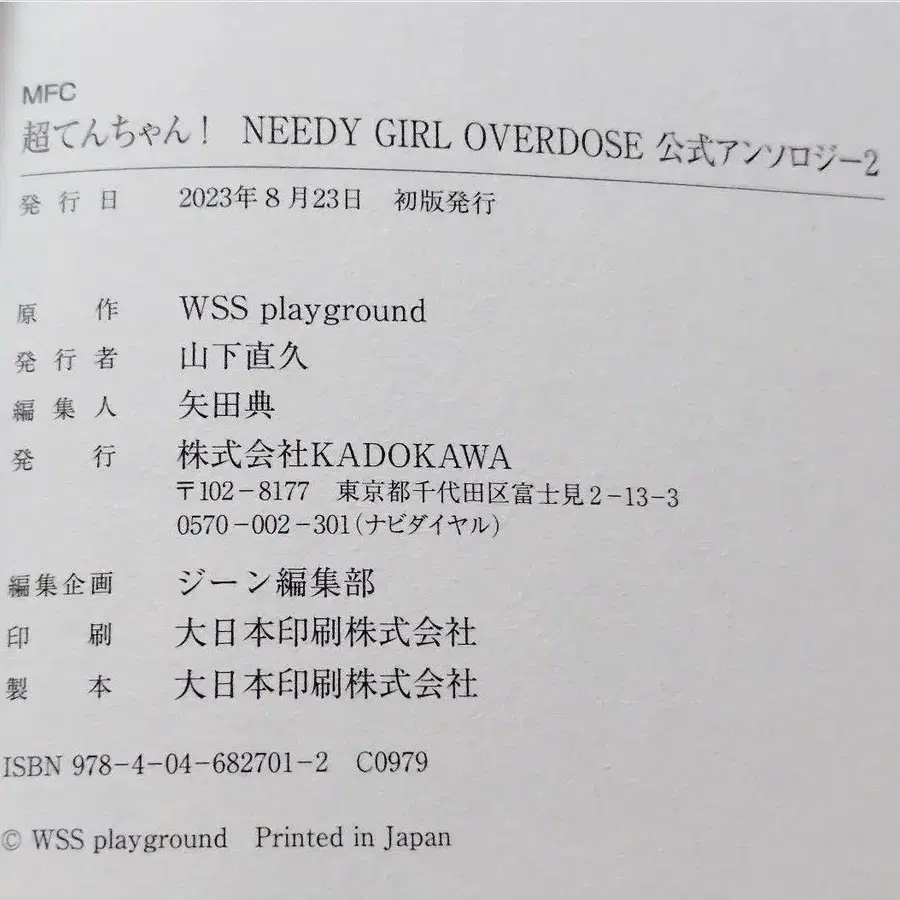 MFC
超てんちゃん！ NEEDY GIRL OVERDOSE 公式アンソロジー2
発行日 2023年8月23日 初版発行
原作 WSS playground
発行者 山下直久
編集人 矢田典
発行 株式会社KADOKAWA
〒102-8177 東京都千代田区富士見2-13-3
0570-002-301(ナビダイヤル)
編集企画 ジーン編集部
印刷 大日本印刷株式会社
製本 大日本印刷株式会社
ISBN 978-4-04-682701-2 C0979
© WSS playground Printed in Japan